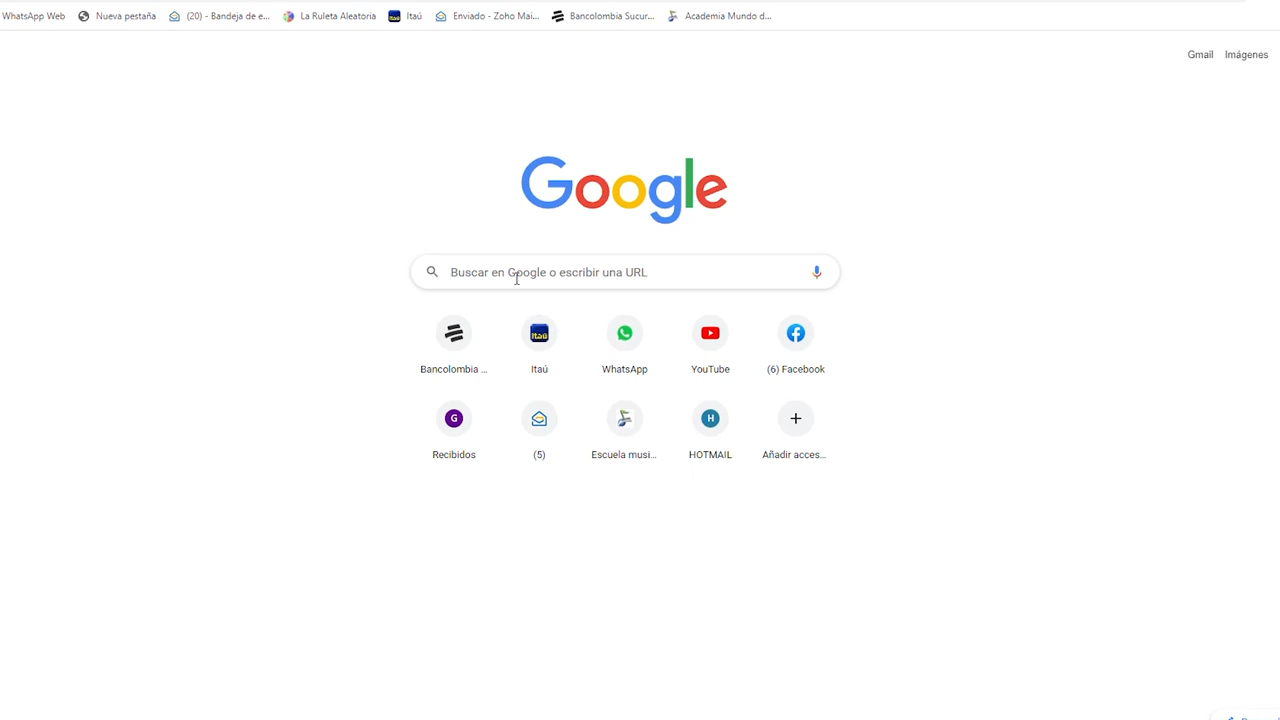 WhatsApp Web Nueva pestaña (20) - Bandeja de e... La Ruleta Aleatoria Itaú Enviado - Zoho Mai... Bancolombia Sucur... Academia Mundo d...
Gmail Imágenes
Google
Buscar en Google o escribir una URL
Itaú
Bancolombia ... Itaú WhatsApp YouTube (6) Facebook
G H
Recibidos (5) Escuela musi... HOTMAIL Añadir acces...